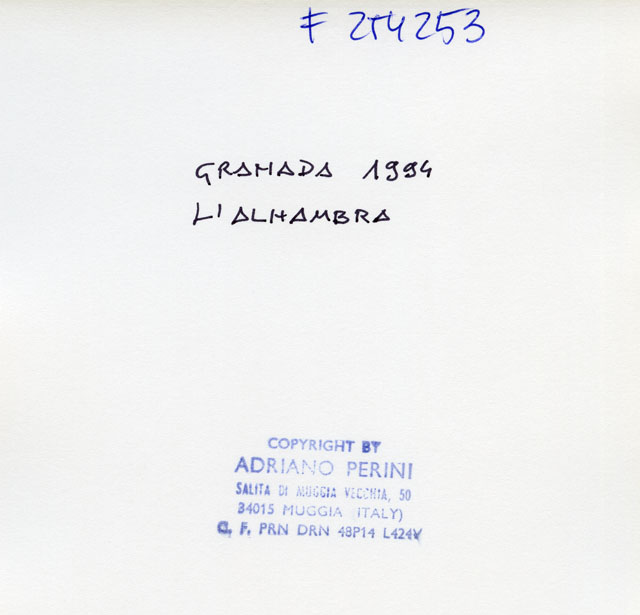 F 254253
GRANADA 1994
L'ALHAMBRA
COPYRIGHT BY
ADRIANO PERINI
SALITA DI MUGGIA VECCHIA, 50
34015 MUGGIA (ITALY)
C. F. PRN DRN 48P14 L424V